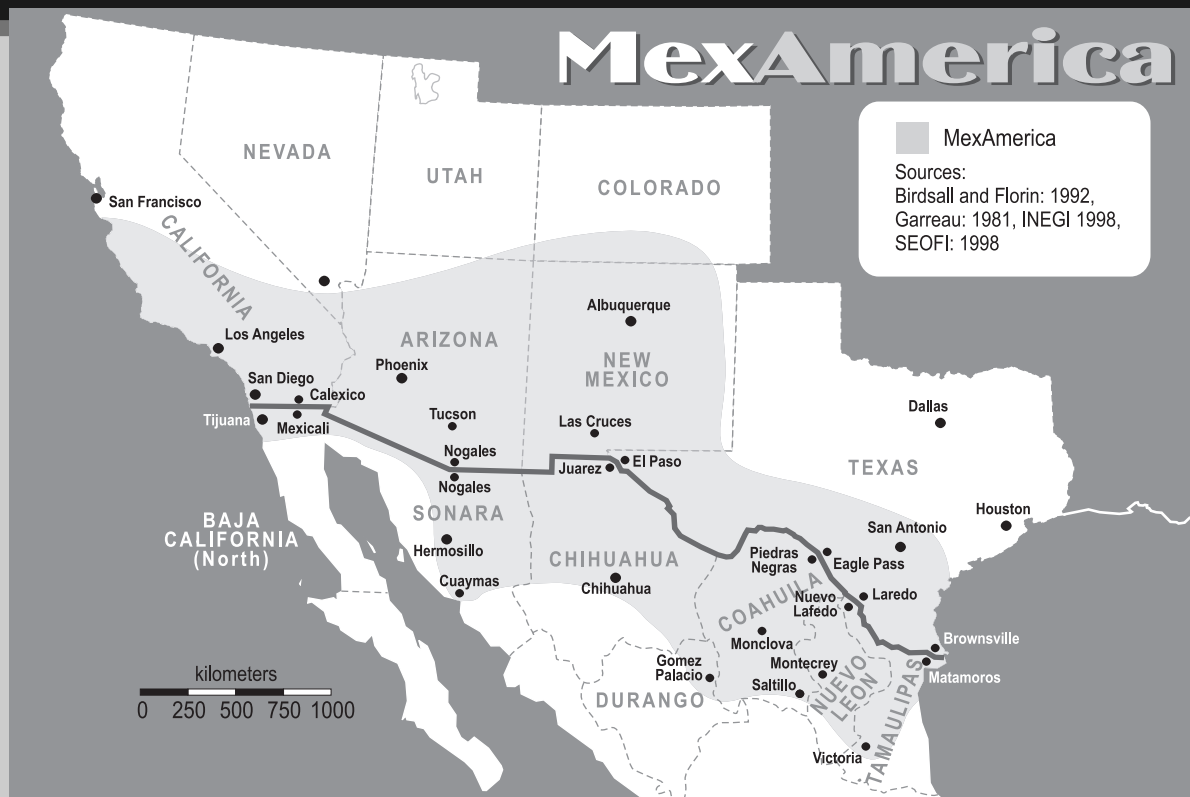 MexAmerica
MexAmerica
Sources:
Birdsall and Florin: 1992,
Garreau: 1981, INEGI 1998,
SEOFI: 1998
NEVADA
UTAH
COLORADO
San Francisco
CALIFORNIA
Albuquerque
Los Angeles
ARIZONA
Phoenix
NEW
MEXICO
San Diego
Calexico
Tijuana
Mexicali
Tucson
Las Cruces
Dallas
Nogales
Nogales
Juarez
El Paso
TEXAS
SONARA
BAJA
CALIFORNIA
(North)
Houston
San Antonio
Hermosillo
CHIHUAHUA
Chihuahua
Piedras
Negras
Eagle Pass
Cuaymas
COAHUILA
Nuevo
Lafedo
Laredo
Monclova
Brownsville
Gomez
Palacio
Montecrey
Matamoros
Saltillo
DURANGO
NUEVO
LEON
TAMAULIPAS
Victoria
kilometers
0 250 500 750 1000